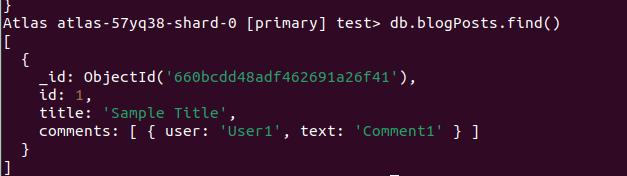 }
Atlas atlas-57yq38-shard-0 [primary] test> db.blogPosts.find()
[
  {
    _id: ObjectId('660bcdd48adf462691a26f41'),
    id: 1,
    title: 'Sample Title',
    comments: [ { user: 'User1', text: 'Comment1' } ]
  }
]